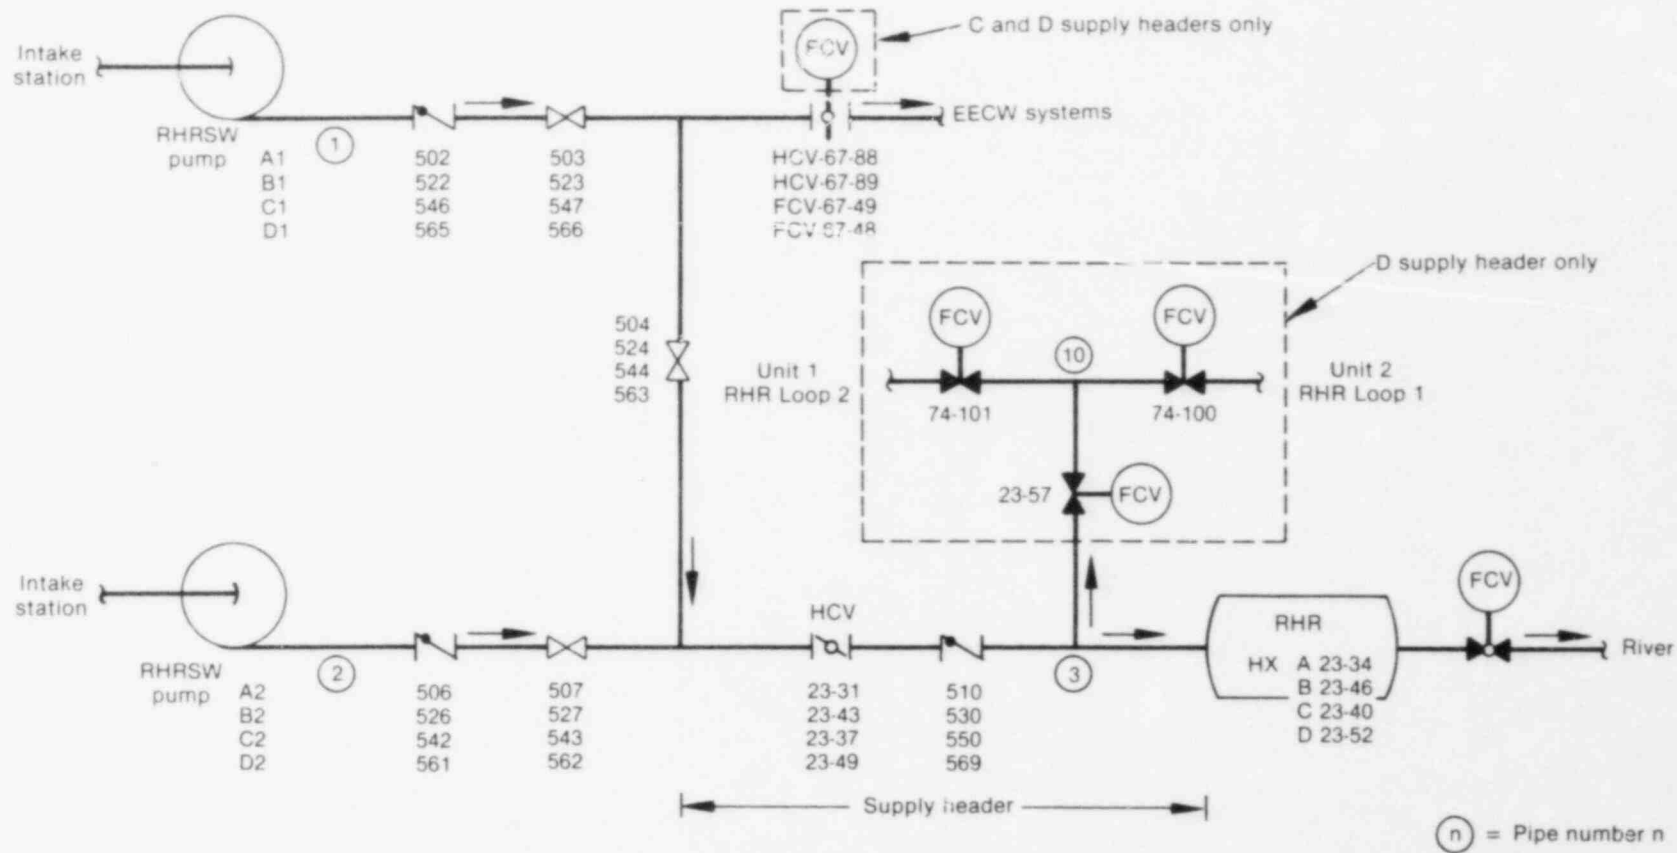 C and D supply headers only
FCV
Intake
station
EECW systems
RHRSW
pump
1
A1
B1
C1
D1
502
522
546
565
503
523
547
566
HCV-67-88
HCV-67-89
FCV-67-49
FCV-67-48
D supply header only
FCV
FCV
504
524
544
563
Unit 1
RHR Loop 2
10
Unit 2
RHR Loop 1
74-101
74-100
23-57
FCV
Intake
station
RHRSW
pump
2
A2
B2
C2
D2
506
526
542
561
507
527
543
562
HCV
23-31
23-43
23-37
23-49
510
530
550
569
3
RHR
HX A 23-34
B 23-46
C 23-40
D 23-52
FCV
River
Supply header
n = Pipe number n